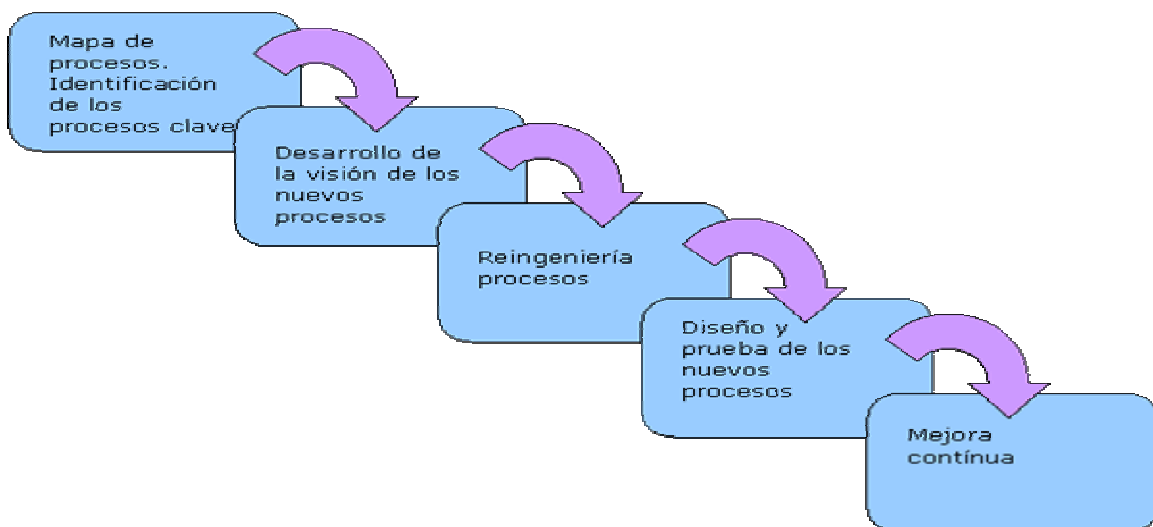 Mapa de
procesos.
Identificación
de los
procesos clave
Desarrollo de
la visión de los
nuevos
procesos
Reingeniería
procesos
Diseño y
prueba de los
nuevos
procesos
Mejora
contínua